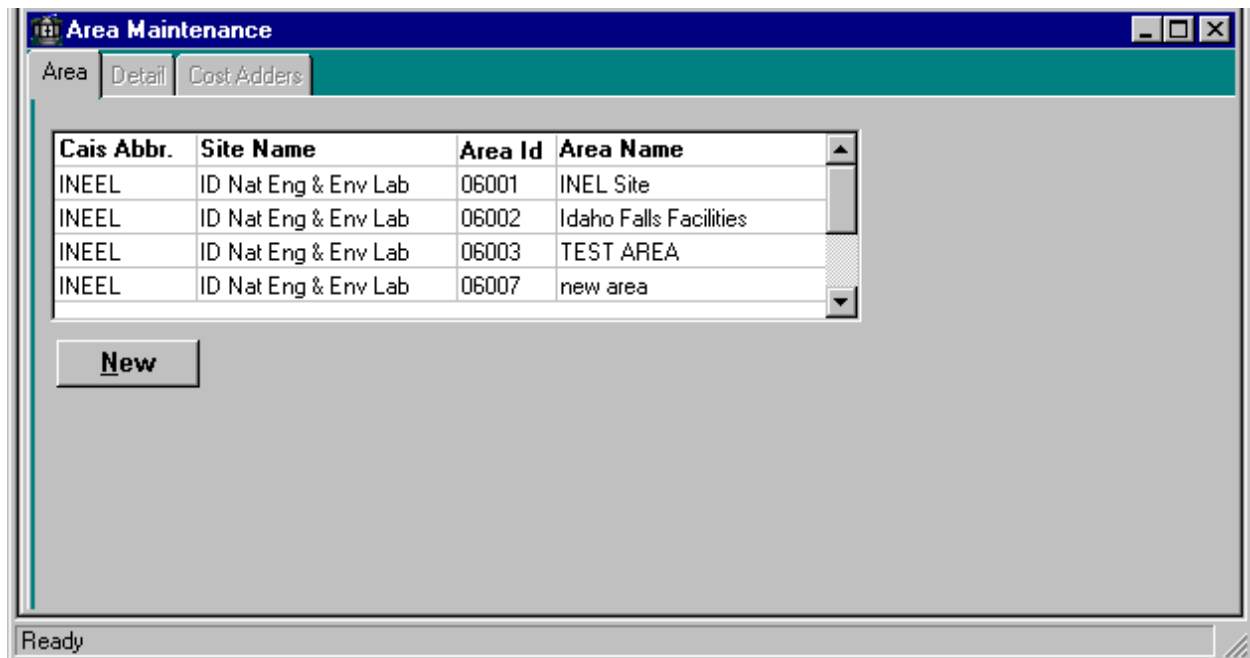 Area Maintenance
Area Detail Cost Adders
Cais Abbr. Site Name Area Id Area Name
INEEL ID Nat Eng & Env Lab 06001 INEL Site
INEEL ID Nat Eng & Env Lab 06002 Idaho Falls Facilities
INEEL ID Nat Eng & Env Lab 06003 TEST AREA
INEEL ID Nat Eng & Env Lab 06007 new area
New
Ready